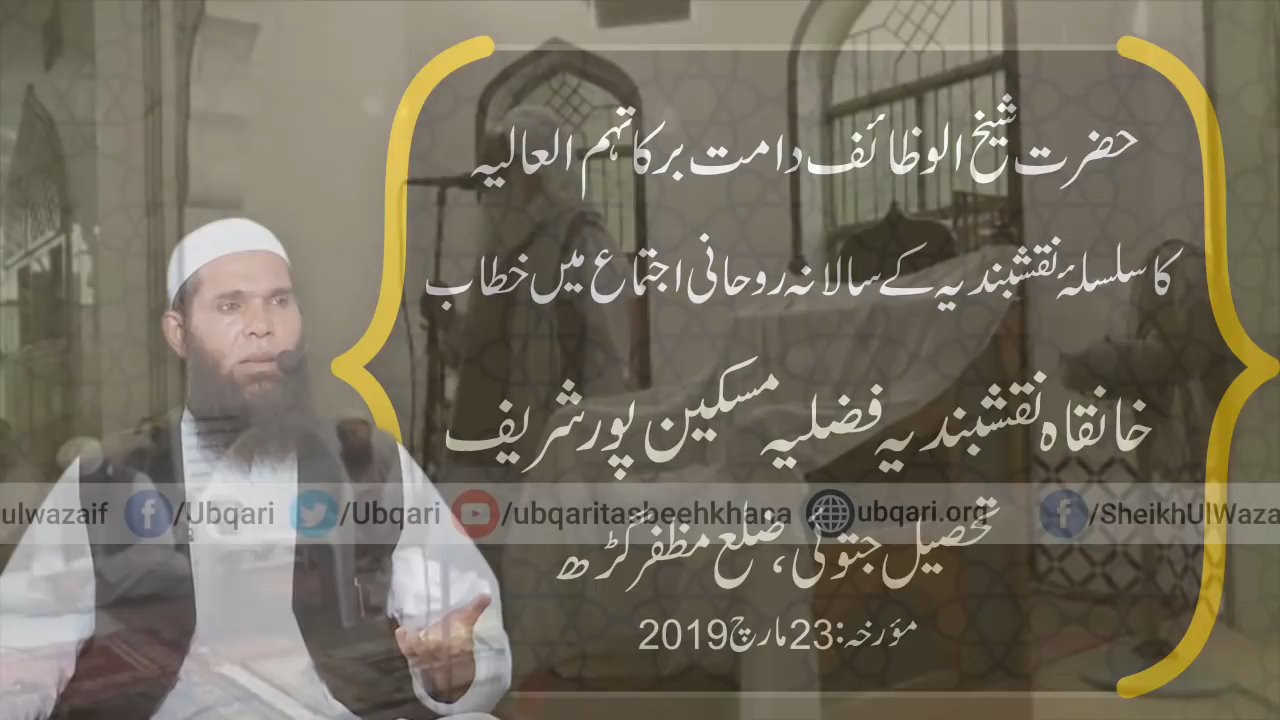 حضرت شیخ الوظائف دامت برکاتہم العالیہ
کا سلسلۂ نقشبندیہ کے سالانہ روحانی اجتماع میں خطاب
خانقاہ نقشبندیہ فضلیہ مسکین پور شریف
ulwazaif /Ubqari /Ubqari /ubqaritasbeehkhana ubqari.org /SheikhUlWaza
تحصیل جتوئی، ضلع مظفر گڑھ
مؤرخہ: 23 مارچ 2019